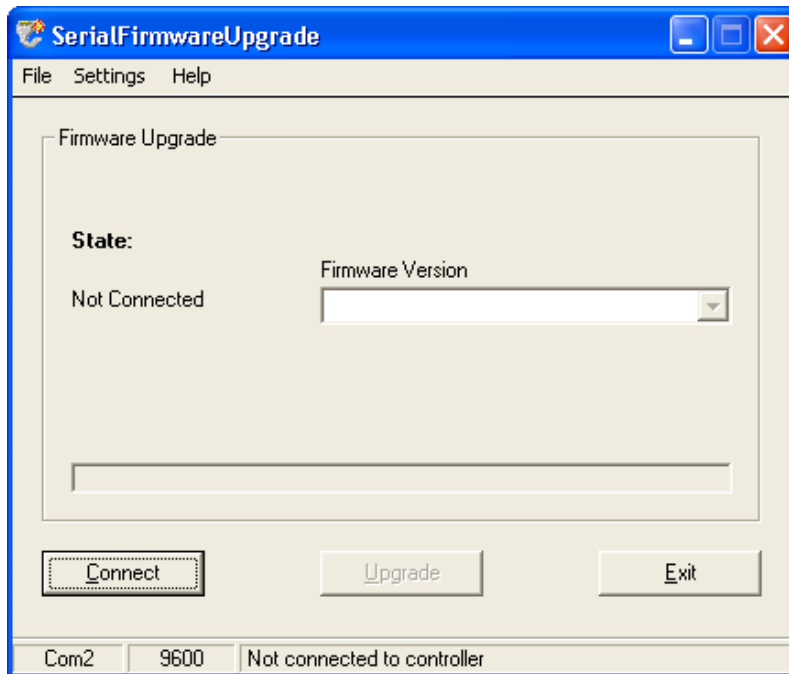 SerialFirmwareUpgrade
File Settings Help
Firmware Upgrade
State:
Firmware Version
Not Connected
Connect Upgrade Exit
Com2 9600 Not connected to controller